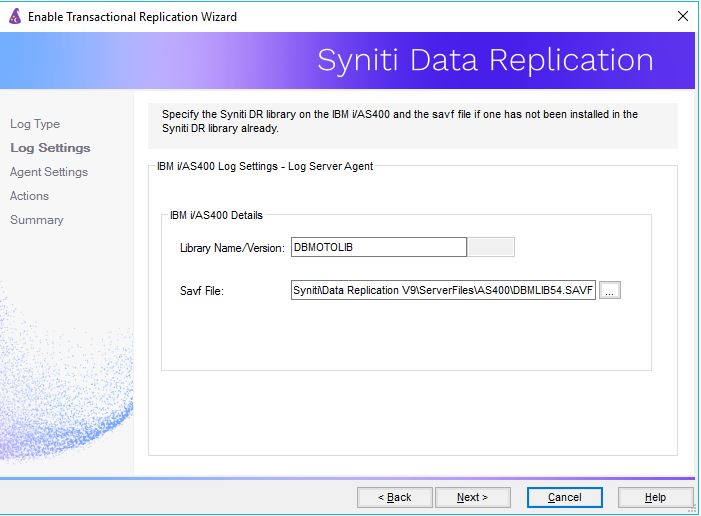 Enable Transactional Replication Wizard
Syniti Data Replication
Log Type
Log Settings
Agent Settings
Actions
Summary
Specify the Syniti DR library on the IBM i/AS400 and the savf file if one has not been installed in the
Syniti DR library already.
IBM i/AS400 Log Settings - Log Server Agent
IBM i/AS400 Details
Library Name/Version: DBMOTOLIB
Savf File: Syniti\Data Replication V9\ServerFiles\AS400\DBMLIB54.SAVF ...
< Back Next > Cancel Help